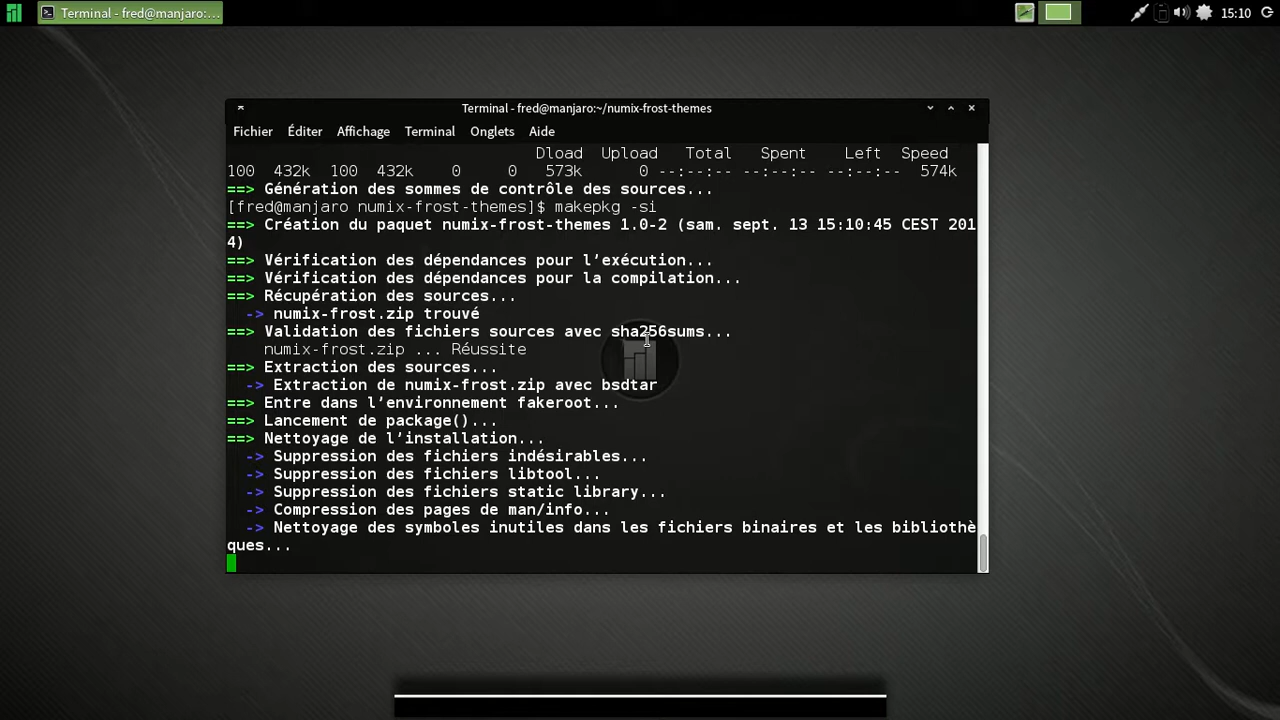 Terminal - fred@manjaro:...
15:10
Terminal - fred@manjaro:~/numix-frost-themes
Fichier Éditer Affichage Terminal Onglets Aide
Dload Upload Total Spent Left Speed
100 432k 100 432k 0 0 573k 0 --:--:-- --:--:-- --:--:-- 574k
==> Génération des sommes de contrôle des sources...
[fred@manjaro numix-frost-themes]$ makepkg -si
==> Création du paquet numix-frost-themes 1.0-2 (sam. sept. 13 15:10:45 CEST 201
4)
==> Vérification des dépendances pour l’exécution...
==> Vérification des dépendances pour la compilation...
==> Récupération des sources...
-> numix-frost.zip trouvé
==> Validation des fichiers sources avec sha256sums...
numix-frost.zip ... Réussite
==> Extraction des sources...
-> Extraction de numix-frost.zip avec bsdtar
==> Entre dans l’environnement fakeroot...
==> Lancement de package()...
==> Nettoyage de l’installation...
-> Suppression des fichiers indésirables...
-> Suppression des fichiers libtool...
-> Suppression des fichiers static library...
-> Compression des pages de man/info...
-> Nettoyage des symboles inutiles dans les fichiers binaires et les bibliothè
ques...